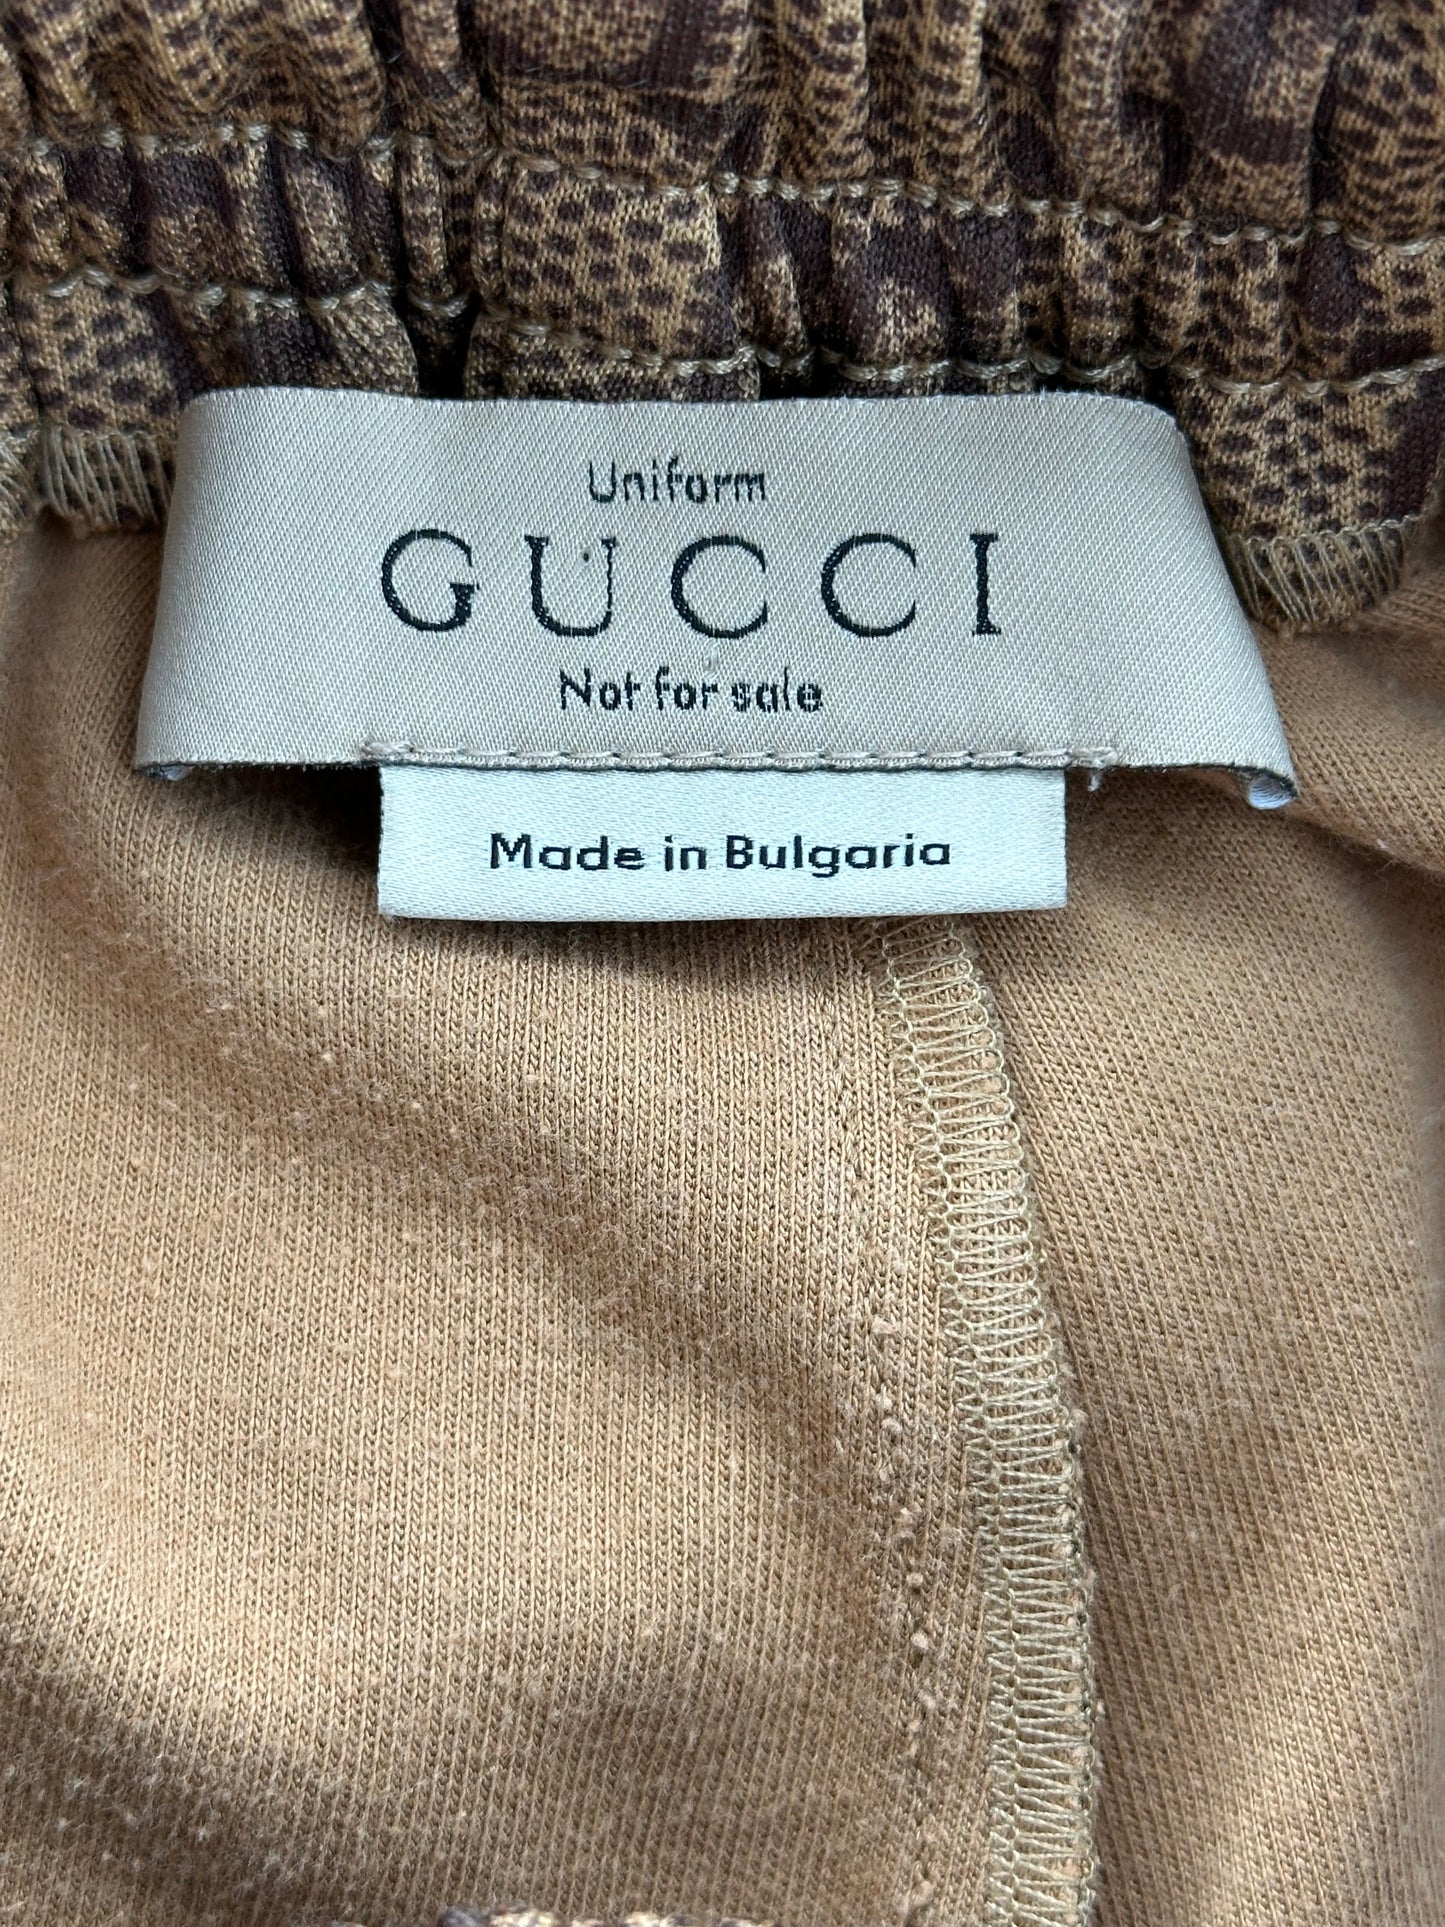 Uniform
GUCCI
Not for sale
Made in Bulgaria